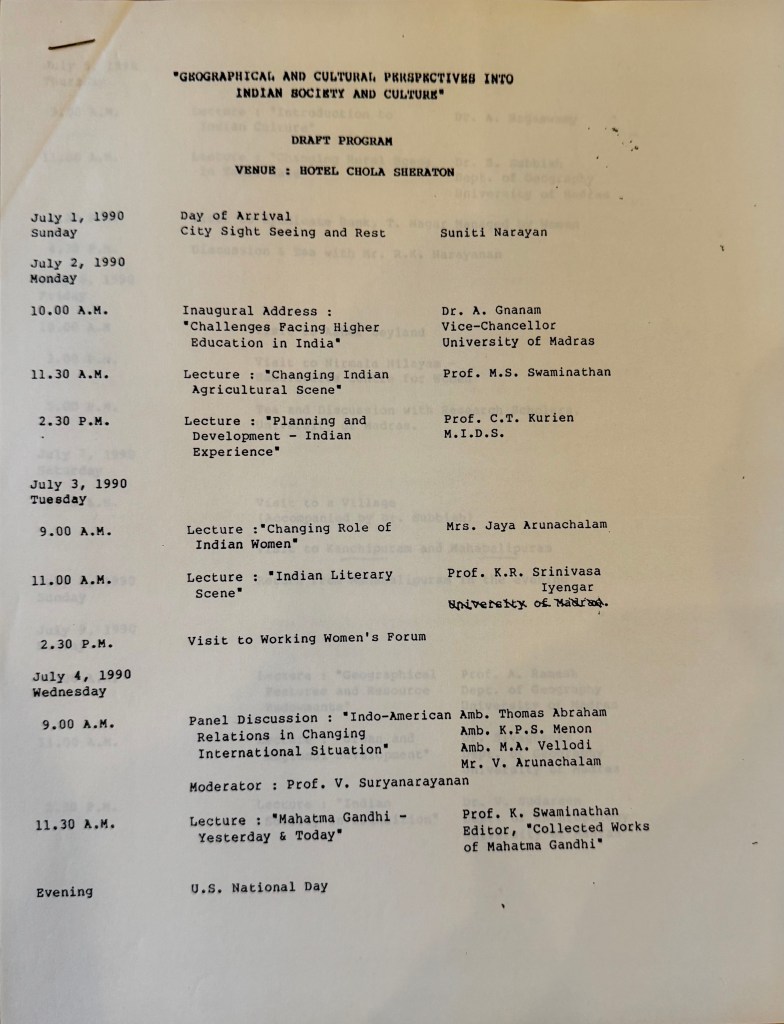 "GEOGRAPHICAL AND CULTURAL PERSPECTIVES INTO
INDIAN SOCIETY AND CULTURE"
DRAFT PROGRAM
VENUE : HOTEL CHOLA SHERATON
July 1, 1990 Day of Arrival
Sunday City Sight Seeing and Rest Suniti Narayan
July 2, 1990
Monday
10.00 A.M. Inaugural Address : Dr. A. Gnanam
"Challenges Facing Higher Vice-Chancellor
Education in India" University of Madras
11.30 A.M. Lecture : "Changing Indian Prof. M.S. Swaminathan
Agricultural Scene"
2.30 P.M. Lecture : "Planning and Prof. C.T. Kurien
Development - Indian M.I.D.S.
Experience"
July 3, 1990
Tuesday
9.00 A.M. Lecture :"Changing Role of Mrs. Jaya Arunachalam
Indian Women"
11.00 A.M. Lecture : "Indian Literary Prof. K.R. Srinivasa
Scene" Iyengar
University of Madras.
2.30 P.M. Visit to Working Women's Forum
July 4, 1990
Wednesday
9.00 A.M. Panel Discussion : "Indo-American Amb. Thomas Abraham
Relations in Changing Amb. K.P.S. Menon
International Situation" Amb. M.A. Vellodi
Mr. V. Arunachalam
Moderator : Prof. V. Suryanarayanan
11.30 A.M. Lecture : "Mahatma Gandhi - Prof. K. Swaminathan
Yesterday & Today" Editor, "Collected Works
of Mahatma Gandhi"
Evening U.S. National Day